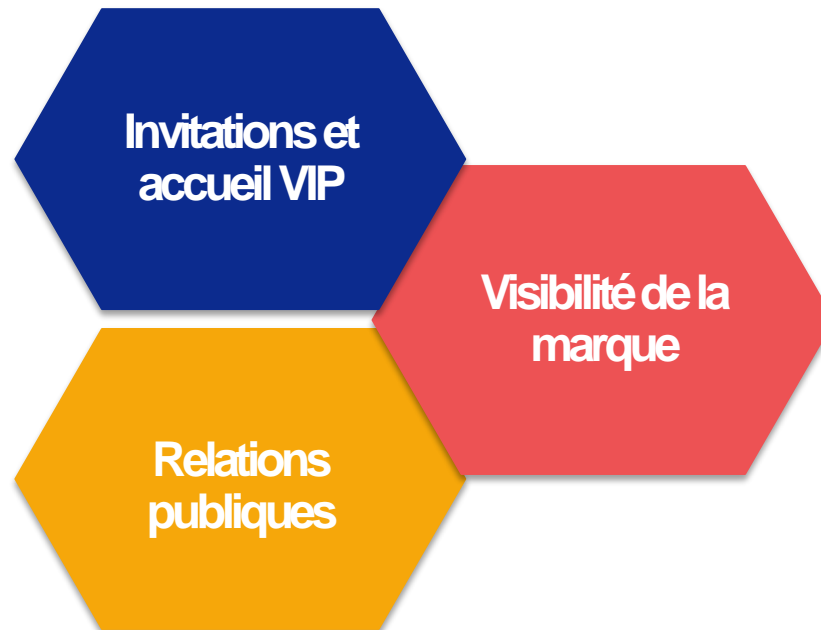 Invitations et
accueil VIP
Visibilité de la
marque
Relations
publiques